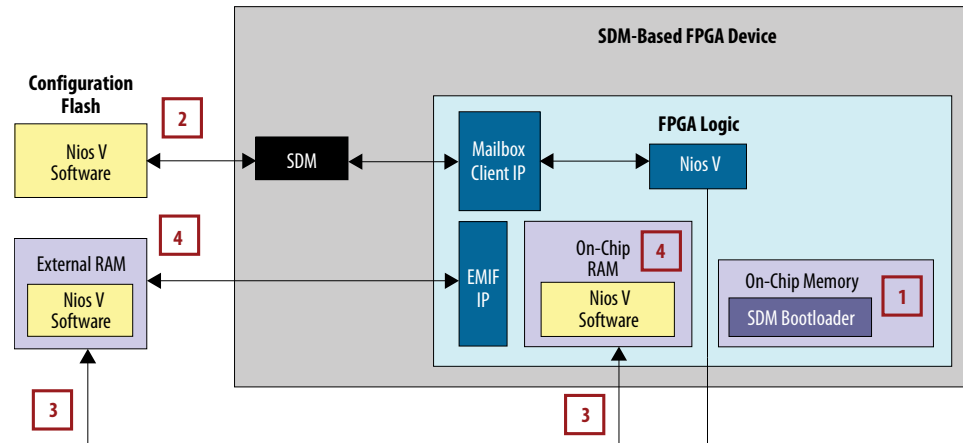 SDM-Based FPGA Device
Configuration
Flash
2
Nios V
Software
SDM
FPGA Logic
Mailbox
Client IP
Nios V
4
External RAM
Nios V
Software
EMIF
IP
On-Chip
RAM
4
Nios V
Software
On-Chip Memory
1
SDM Bootloader
3
3